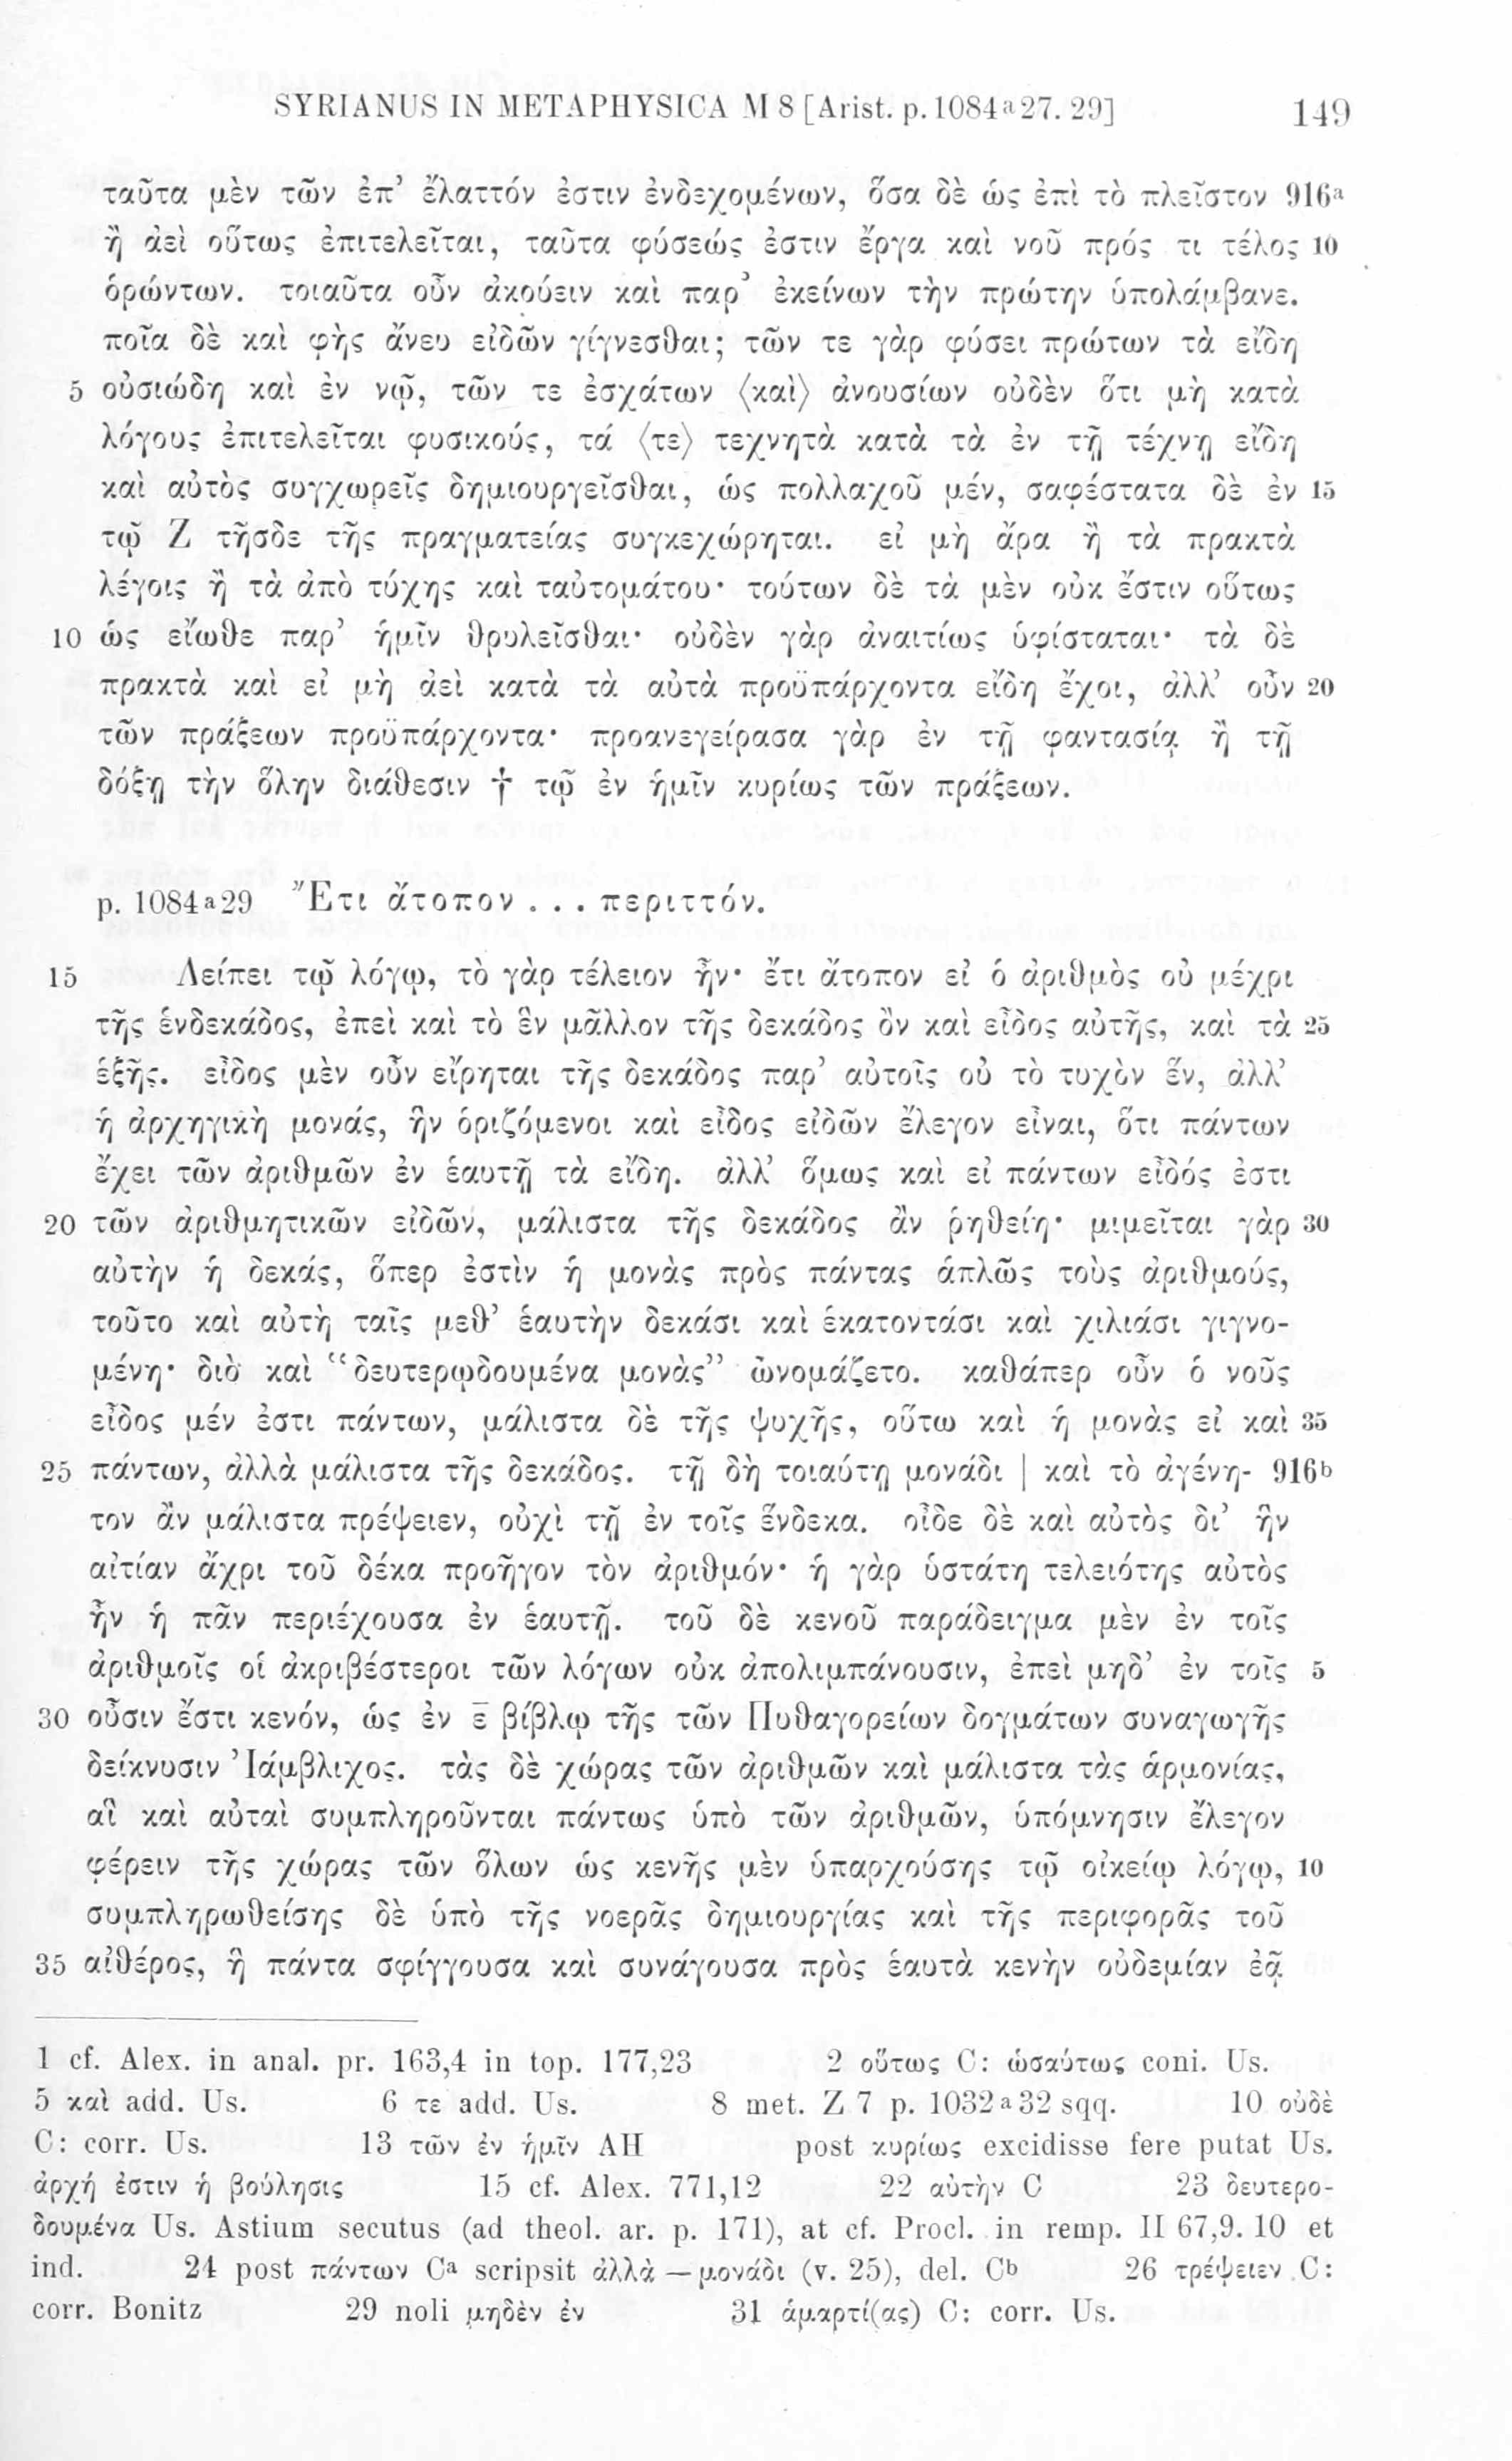 SYRIANUS IN METAPHYSICA M 8 [Arist. p. 1084ª27. 29] 149
ταῦτα μὲν τῶν ἐπ’ ἔλαττόν ἐστιν ἐνδεχομένων, ὅσα δὲ ὡς ἐπὶ τὸ πλεῖστον 916ª
ἢ ἀεὶ οὕτως ἐπιτελεῖται, ταῦτα φύσεώς ἐστιν ἔργα καὶ νοῦ πρός τι τέλος 10
ὁρώντων. τοιαῦτα οὖν ἀκούειν καὶ παρ’ ἐκείνων τὴν πρώτην ὑπολάμβανε.
ποῖα δὲ καὶ φῂς ἄνευ εἰδῶν γίγνεσθαι; τῶν τε γὰρ φύσει πρώτων τὰ εἴδη
5 οὐσιώδη καὶ ἐν νῷ, τῶν τε ἐσχάτων ⟨καὶ⟩ ἀνουσίων οὐδὲν ὅτι μὴ κατὰ
λόγους ἐπιτελεῖται φυσικούς, τά ⟨τε⟩ τεχνητὰ κατὰ τὰ ἐν τῇ τέχνῃ εἴδη
καὶ αὐτὸς συγχωρεῖς δημιουργεῖσθαι, ὡς πολλαχοῦ μέν, σαφέστατα δὲ ἐν 15
τῷ Ζ τῆσδε τῆς πραγματείας συγκεχώρηται. εἰ μὴ ἄρα ἢ τὰ πρακτὰ
λέγοις ἢ τὰ ἀπὸ τύχης καὶ ταὐτομάτου· τούτων δὲ τὰ μὲν οὐκ ἔστιν οὕτως
10 ὡς εἴωθε παρ’ ἡμῖν θρυλεῖσθαι· οὐδὲν γὰρ ἀναιτίως ὑφίσταται· τὰ δὲ
πρακτὰ καὶ εἰ μὴ ἀεὶ κατὰ τὰ αὐτὰ προϋπάρχοντα εἴδη ἔχοι, ἀλλ’ οὖν 20
τῶν πράξεων προϋπάρχοντα· προανεγείρασα γὰρ ἐν τῇ φαντασίᾳ ἢ τῇ
δόξῃ τὴν ὅλην διάθεσιν † τῷ ἐν ἡμῖν κυρίως τῶν πράξεων.
p. 1084ª29 Ἔτι ἄτοπον . . . περιττόν.
15 Λείπει τῷ λόγῳ, τὸ γὰρ τέλειον ἦν· ἔτι ἄτοπον εἰ ὁ ἀριθμὸς οὐ μέχρι
τῆς ἑνδεκάδος, ἐπεὶ καὶ τὸ ἓν μᾶλλον τῆς δεκάδος ὂν καὶ εἶδος αὐτῆς, καὶ τὰ 25
ἑξῆς. εἶδος μὲν οὖν εἴρηται τῆς δεκάδος παρ’ αὐτοῖς οὐ τὸ τυχὸν ἕν, ἀλλ’
ἡ ἀρχηγικὴ μονάς, ἣν ὁριζόμενοι καὶ εἶδος εἰδῶν ἔλεγον εἶναι, ὅτι πάντων
ἔχει τῶν ἀριθμῶν ἐν ἑαυτῇ τὰ εἴδη. ἀλλ’ ὅμως καὶ εἰ πάντων εἶδός ἐστι
20 τῶν ἀριθμητικῶν εἰδῶν, μάλιστα τῆς δεκάδος ἂν ῥηθείη· μιμεῖται γὰρ 30
αὐτὴν ἡ δεκάς, ὅπερ ἐστὶν ἡ μονὰς πρὸς πάντας ἁπλῶς τοὺς ἀριθμούς,
τοῦτο καὶ αὐτὴ ταῖς μεθ’ ἑαυτὴν δεκάσι καὶ ἑκατοντάσι καὶ χιλιάσι γιγνο-
μένη· διὸ καὶ “δευτερῳδουμένα μονὰς” ὠνομάζετο. καθάπερ οὖν ὁ νοῦς
εἶδος μέν ἐστι πάντων, μάλιστα δὲ τῆς ψυχῆς, οὕτω καὶ ἡ μονὰς εἰ καὶ 35
25 πάντων, ἀλλὰ μάλιστα τῆς δεκάδος. τῇ δὴ τοιαύτῃ μονάδι | καὶ τὸ ἀγένη- 916ᵇ
τον ἂν μάλιστα πρέψειεν, οὐχὶ τῇ ἐν τοῖς ἕνδεκα. οἶδε δὲ καὶ αὐτὸς δι’ ἣν
αἰτίαν ἄχρι τοῦ δέκα προῆγον τὸν ἀριθμόν· ἡ γὰρ ὑστάτη τελειότης αὐτὸς
ἦν ἡ πᾶν περιέχουσα ἐν ἑαυτῇ. τοῦ δὲ κενοῦ παράδειγμα μὲν ἐν τοῖς
ἀριθμοῖς οἱ ἀκριβέστεροι τῶν λόγων οὐκ ἀπολιμπάνουσιν, ἐπεὶ μηδ’ ἐν τοῖς 5
30 οὖσιν ἔστι κενόν, ὡς ἐν ε̄ βίβλῳ τῆς τῶν Πυθαγορείων δογμάτων συναγωγῆς
δείκνυσιν Ἰάμβλιχος. τὰς δὲ χώρας τῶν ἀριθμῶν καὶ μάλιστα τὰς ἁρμονίας,
αἳ καὶ αὐταὶ συμπληροῦνται πάντως ὑπὸ τῶν ἀριθμῶν, ὑπόμνησιν ἔλεγον
φέρειν τῆς χώρας τῶν ὅλων ὡς κενῆς μὲν ὑπαρχούσης τῷ οἰκείῳ λόγῳ, 10
συμπληρωθείσης δὲ ὑπὸ τῆς νοερᾶς δημιουργίας καὶ τῆς περιφορᾶς τοῦ
35 αἰθέρος, ἣ πάντα σφίγγουσα καὶ συνάγουσα πρὸς ἑαυτὰ κενὴν οὐδεμίαν ἐᾷ
1 cf. Alex. in anal. pr. 163,4 in top. 177,23 2 οὕτως C: ὡσαύτως coni. Us.
5 καὶ add. Us. 6 τε add. Us. 8 met. Z 7 p. 1032ª32 sqq. 10 οὐδὲ
C: corr. Us. 13 τῶν ἐν ἡμῖν AH post κυρίως excidisse fere putat Us.
ἀρχή ἐστιν ἡ βούλησις 15 cf. Alex. 771,12 22 αὐτὴν C 23 δευτερο-
δουμένα Us. Astium secutus (ad theol. ar. p. 171), at cf. Procl. in remp. II 67,9. 10 et
ind. 24 post πάντων Cª scripsit ἀλλὰ — μονάδι (v. 25), del. Cᵇ 26 τρέψειεν C:
corr. Bonitz 29 noli μηδὲν ἐν 31 ἁμαρτί(ας) C: corr. Us.